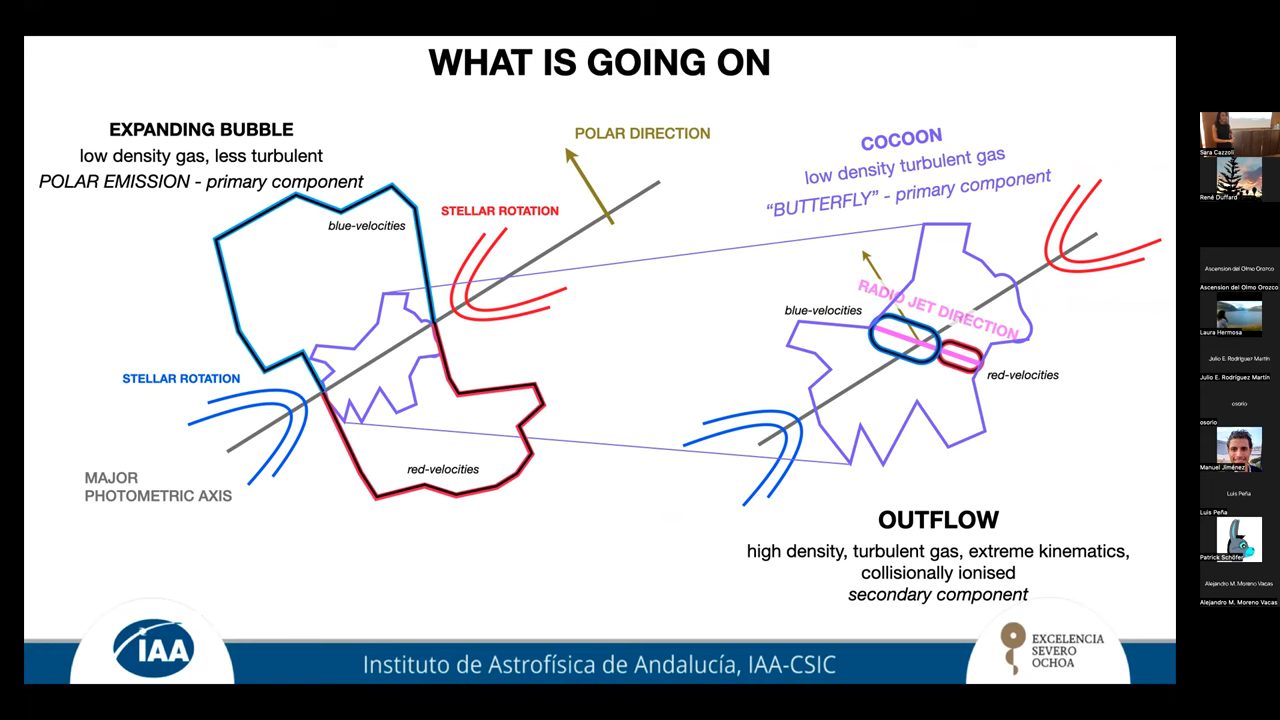 WHAT IS GOING ON
EXPANDING BUBBLE
low density gas, less turbulent
POLAR EMISSION - primary component
blue-velocities
STELLAR ROTATION
POLAR DIRECTION
STELLAR ROTATION
red-velocities
MAJOR
PHOTOMETRIC AXIS
COCOON
low density turbulent gas
"BUTTERFLY" - primary component
RADIO JET DIRECTION
blue-velocities
red-velocities
OUTFLOW
high density, turbulent gas, extreme kinematics,
collisionally ionised
secondary component
IAA
Instituto de Astrofísica de Andalucía, IAA-CSIC
EXCELENCIA
SEVERO
OCHOA
Sara Cazzoli
René Duffard
Ascension del Olmo Orozco
Ascension del Olmo Orozco
Laura Hermosa
Julio E. Rodríguez Martín
Julio E. Rodríguez Martín
osorio
osorio
Manuel Jiménez
Luis Peña
Luis Peña
Patrick Schöfer
Alejandro M. Moreno Vacas
Alejandro M. Moreno Vacas